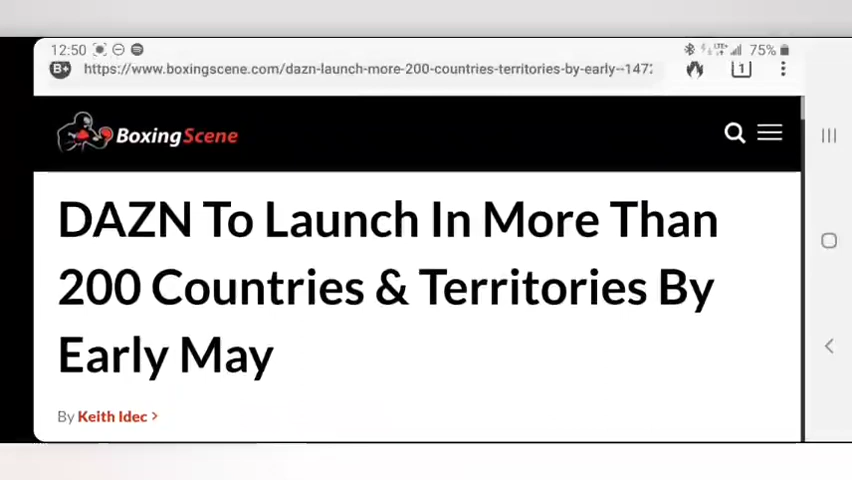 12:50 75%
B+ https://www.boxingscene.com/dazn-launch-more-200-countries-territories-by-early--147 1
BoxingScene
DAZN To Launch In More Than
200 Countries & Territories By
Early May
By Keith Idec >